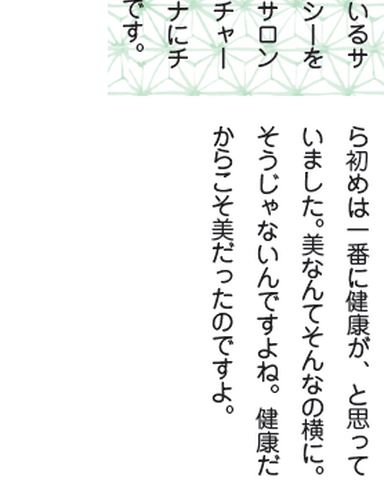 いるサ
シーを
サロン
チャー
ナにチ
です。
ら初めは一番に健康が、と思って
いました。美なんてそんなの横に。
そうじゃないんですよね。健康だ
からこそ美だったのですよ。